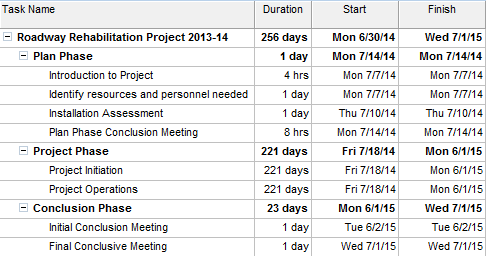 Task Name Duration Start Finish
Roadway Rehabilitation Project 2013-14 256 days Mon 6/30/14 Wed 7/1/15
Plan Phase 1 day Mon 7/14/14 Mon 7/14/14
Introduction to Project 4 hrs Mon 7/7/14 Mon 7/7/14
Identify resources and personnel needed 1 day Mon 7/7/14 Mon 7/7/14
Installation Assessment 1 day Thu 7/10/14 Thu 7/10/14
Plan Phase Conclusion Meeting 8 hrs Mon 7/14/14 Mon 7/14/14
Project Phase 221 days Fri 7/18/14 Mon 6/1/15
Project Initiation 221 days Fri 7/18/14 Mon 6/1/15
Project Operations 221 days Fri 7/18/14 Mon 6/1/15
Conclusion Phase 23 days Mon 6/1/15 Wed 7/1/15
Initial Conclusion Meeting 1 day Tue 6/2/15 Tue 6/2/15
Final Conclusive Meeting 1 day Wed 7/1/15 Wed 7/1/15